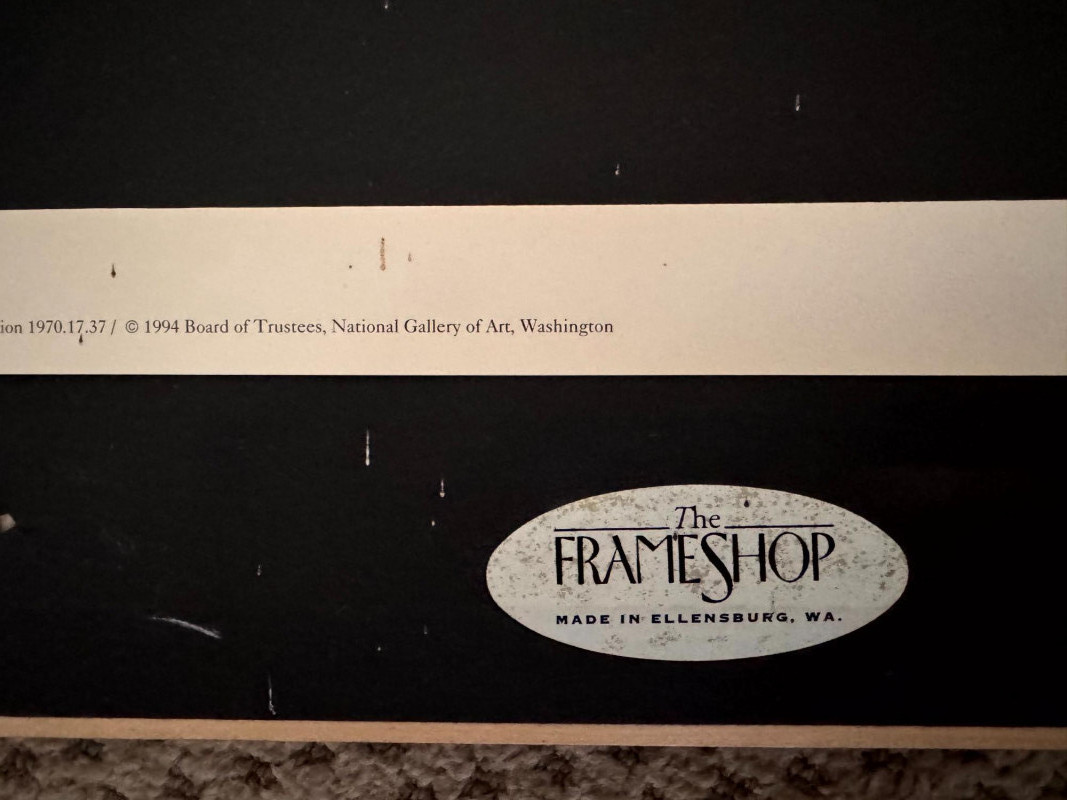 ion 1970.17.37 / © 1994 Board of Trustees, National Gallery of Art, Washington
The
FRAMESHOP
MADE IN ELLENSBURG, WA.